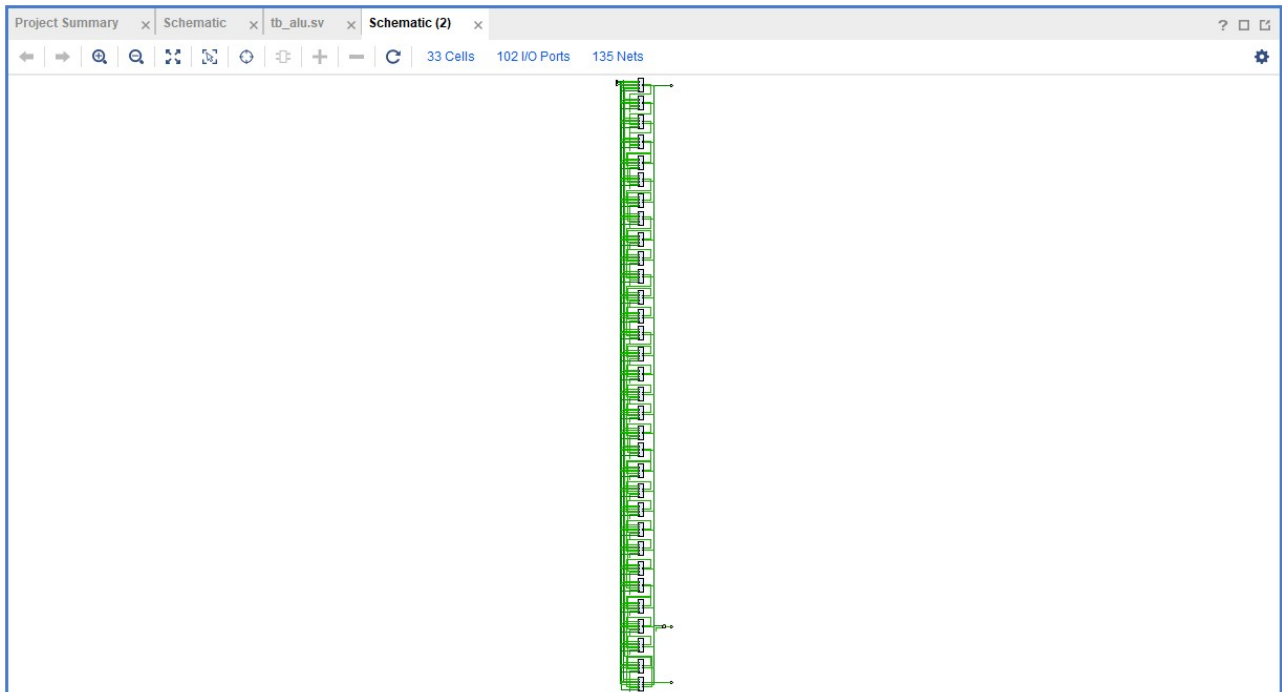 Project Summary × Schematic × tb_alu.sv × Schematic (2) × ?
33 Cells 102 I/O Ports 135 Nets